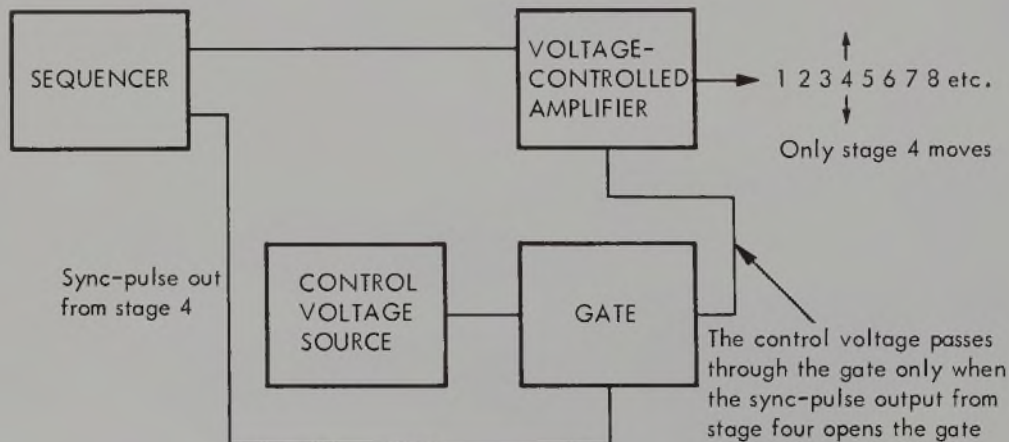 SEQUENCER
VOLTAGE-
CONTROLLED
AMPLIFIER
1 2 3 4 5 6 7 8 etc.
Only stage 4 moves
Sync-pulse out
from stage 4
CONTROL
VOLTAGE
SOURCE
GATE
The control voltage passes
through the gate only when
the sync-pulse output from
stage four opens the gate